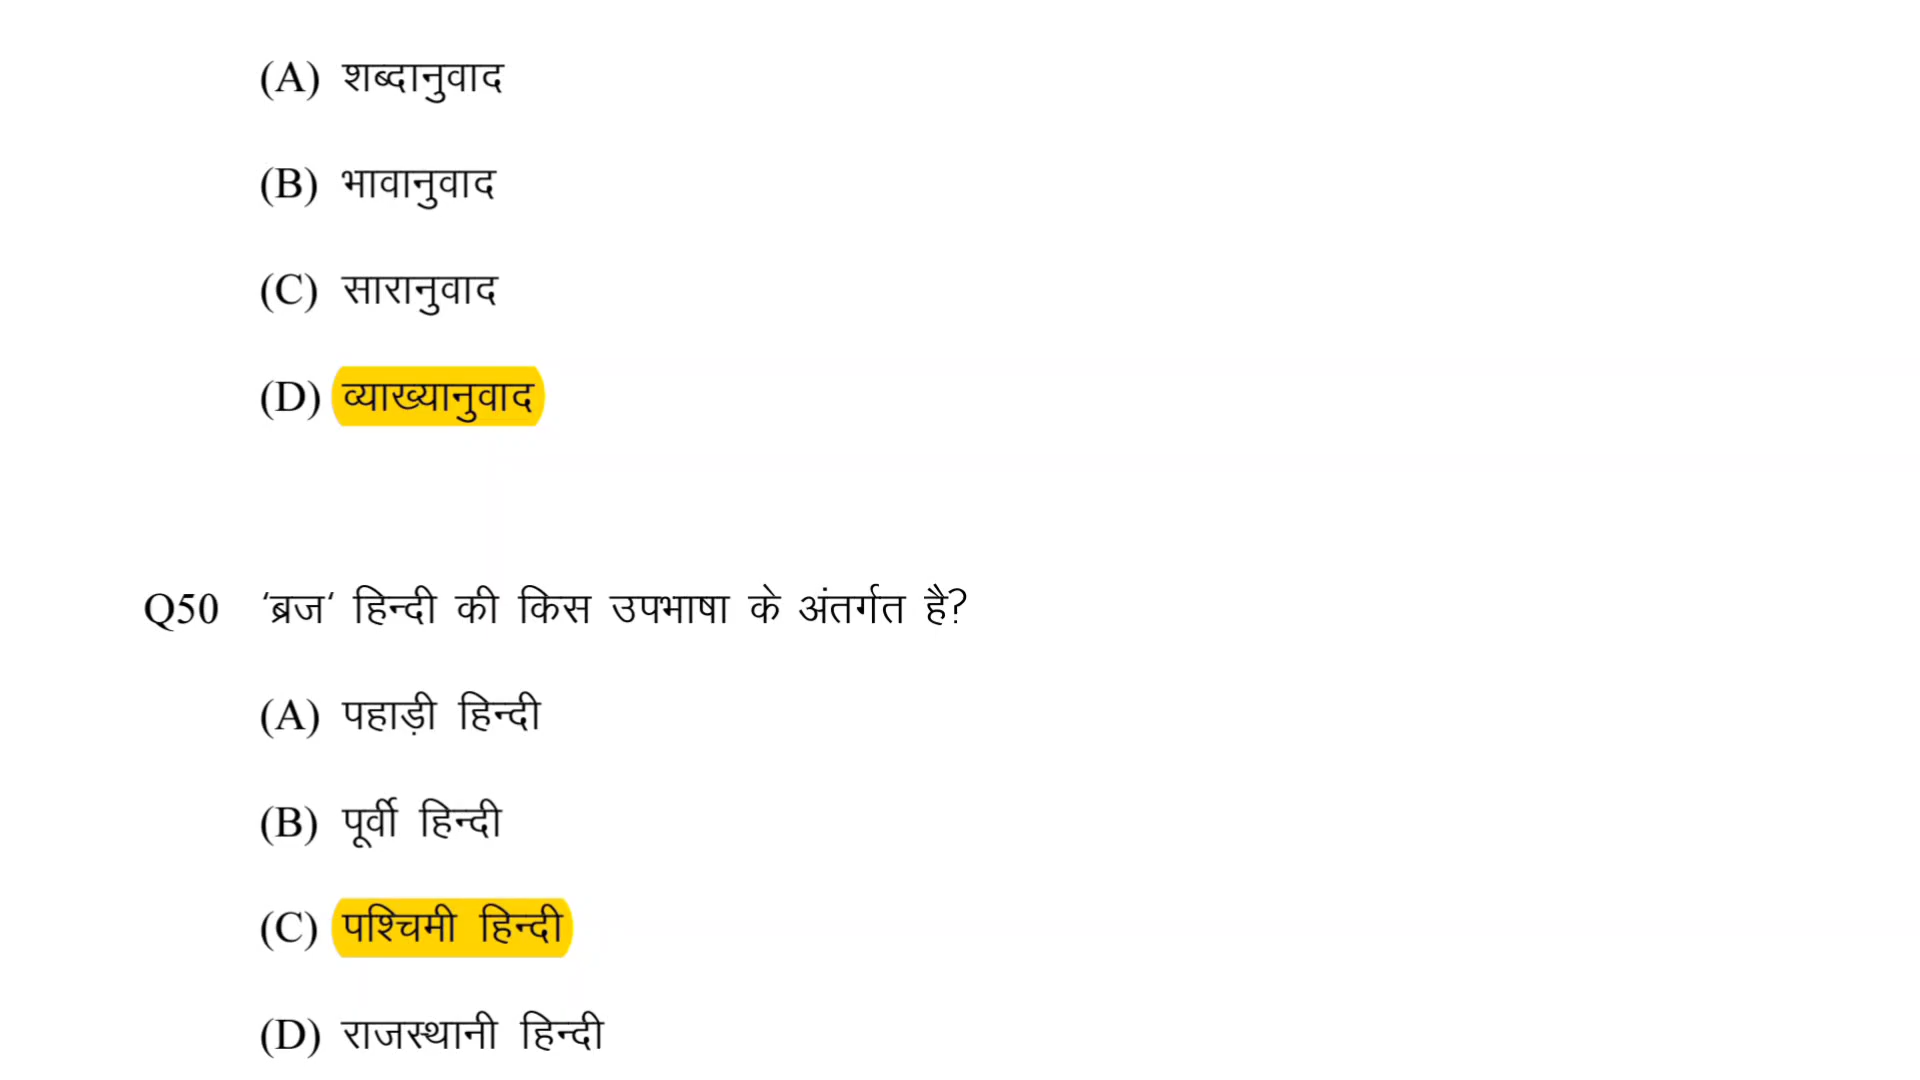 (A) शब्दानुवाद
(B) भावानुवाद
(C) सारानुवाद
(D) व्याख्यानुवाद
Q50 ‘ब्रज‘ हिन्दी की किस उपभाषा के अंतर्गत है?
(A) पहाड़ी हिन्दी
(B) पूर्वी हिन्दी
(C) पश्चिमी हिन्दी
(D) राजस्थानी हिन्दी